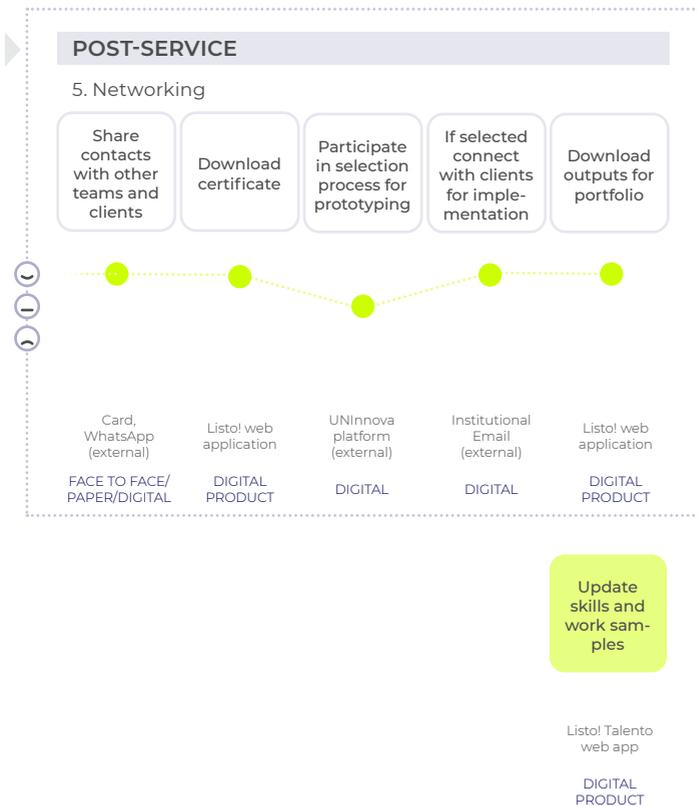 POST-SERVICE
5. Networking
Share
contacts
with other
teams and
clients
Download
certificate
Participate
in selection
process for
prototyping
If selected
connect
with clients
for imple-
mentation
Download
outputs for
portfolio
Card,
WhatsApp
(external)
Listo! web
application
UNInnova
platform
(external)
Institutional
Email
(external)
Listo! web
application
FACE TO FACE/
PAPER/DIGITAL
DIGITAL
PRODUCT
DIGITAL
DIGITAL
DIGITAL
PRODUCT
Update
skills and
work sam-
ples
Listo! Talento
web app
DIGITAL
PRODUCT